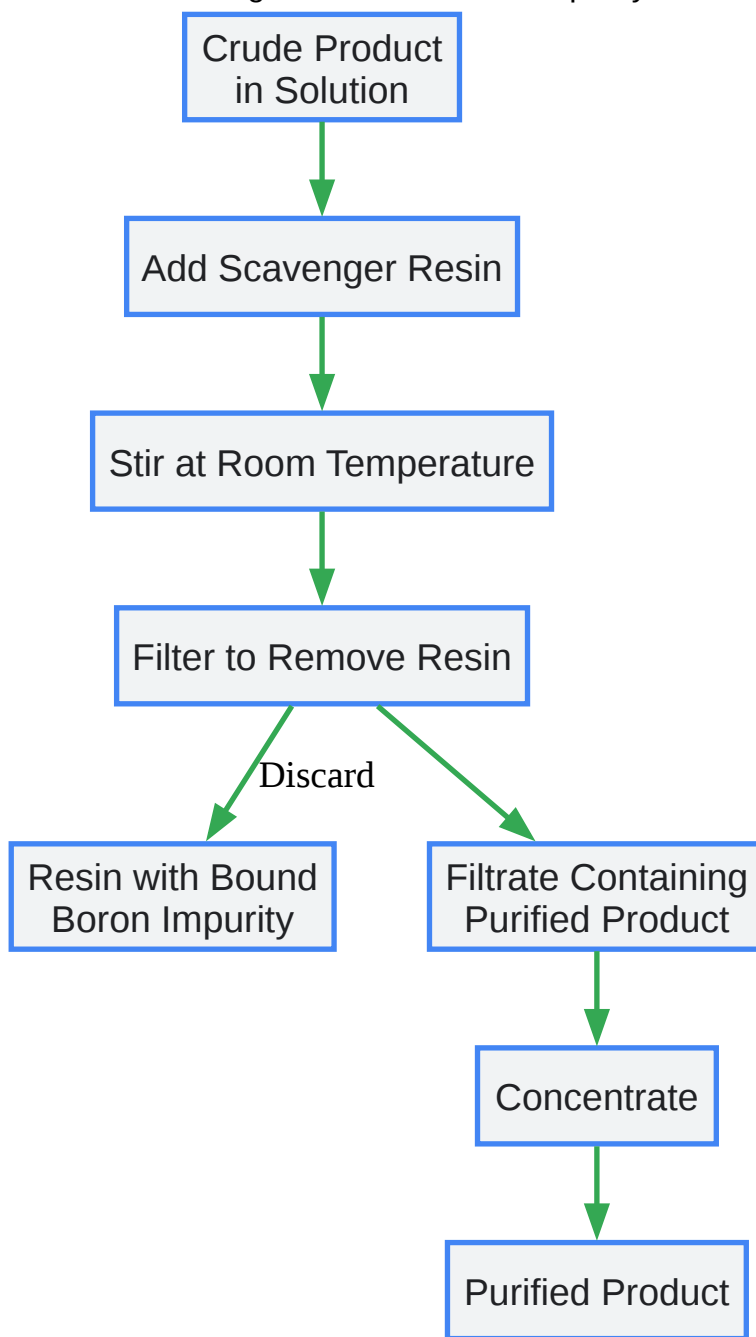 Crude Product
in Solution
Add Scavenger Resin
Stir at Room Temperature
Filter to Remove Resin
Discard
Resin with Bound
Boron Impurity
Filtrate Containing
Purified Product
Concentrate
Purified Product